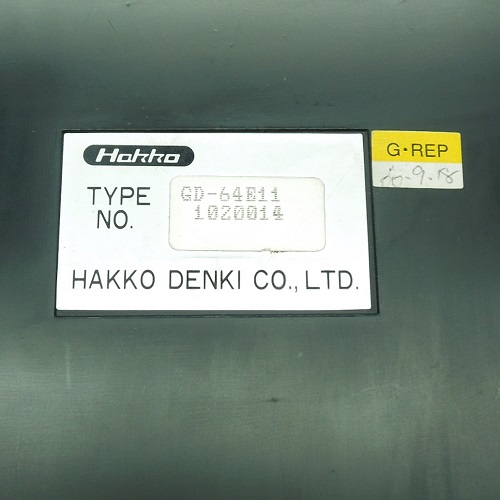 Hakko
TYPE GD-64E11
NO. 1020014
HAKKO DENKI CO., LTD.
G·REP